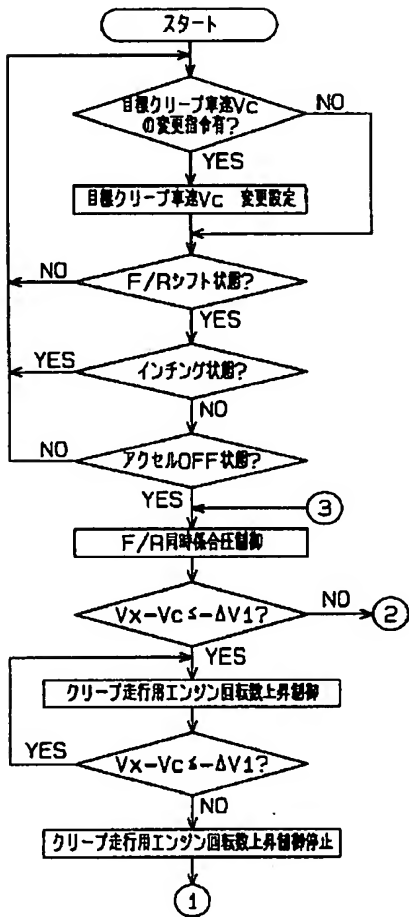 スタート
目標クリープ車速Vc
の変更指令有?
NO
YES
目標クリープ車速Vc 変更設定
NO
F/Rシフト状態?
YES
YES
インチング状態?
NO
NO
アクセルOFF状態?
YES
3
F/R同時係合圧制御
Vx-Vc≤-ΔV1?
NO
2
YES
クリープ走行用エンジン回転数上昇制御
YES
Vx-Vc≤-ΔV1?
NO
クリープ走行用エンジン回転数上昇制御停止
1